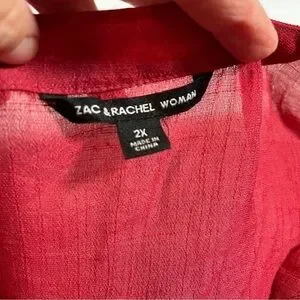 ZAC & RACHEL WOMAN
2X
MADE IN
CHINA